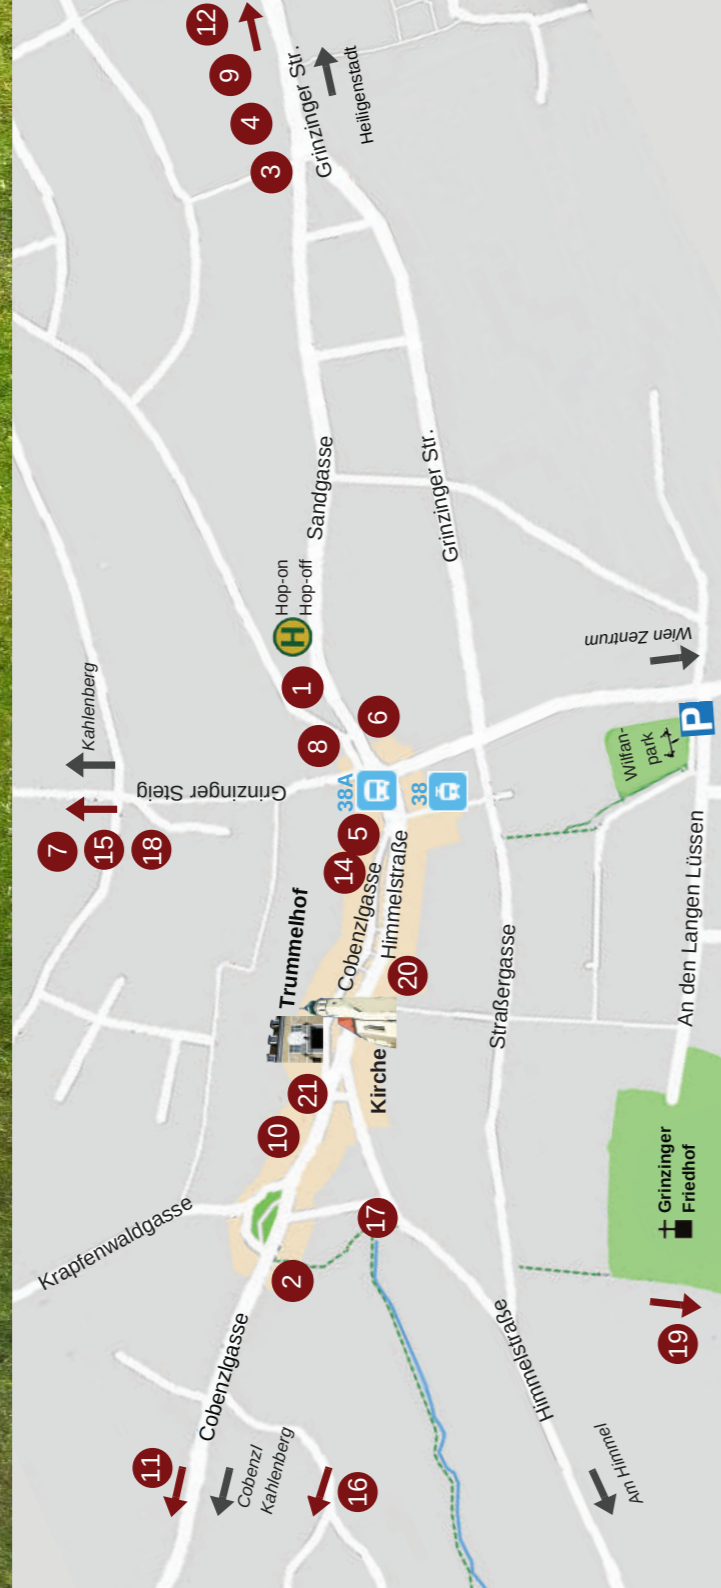 12
9
4
3
Grinzinger Str.
Heiligenstadt
Sandgasse
Grinzinger Str.
Hop-on
Hop-off
H
1
6
8
Kahlenberg
Grinzinger Steig
7
15
18
38A
38
Wien Zentrum
P
Wilfan-
park
5
14
Cobenzlgasse
Himmelstraße
20
Trummelhof
Kirche
Straßergasse
An den Langen Lüssen
21
10
Krapfenwaldgasse
17
2
Grinzinger
Friedhof
19
Cobenzlgasse
Himmelstraße
11
Cobenzl
Kahlenberg
16
Am Himmel